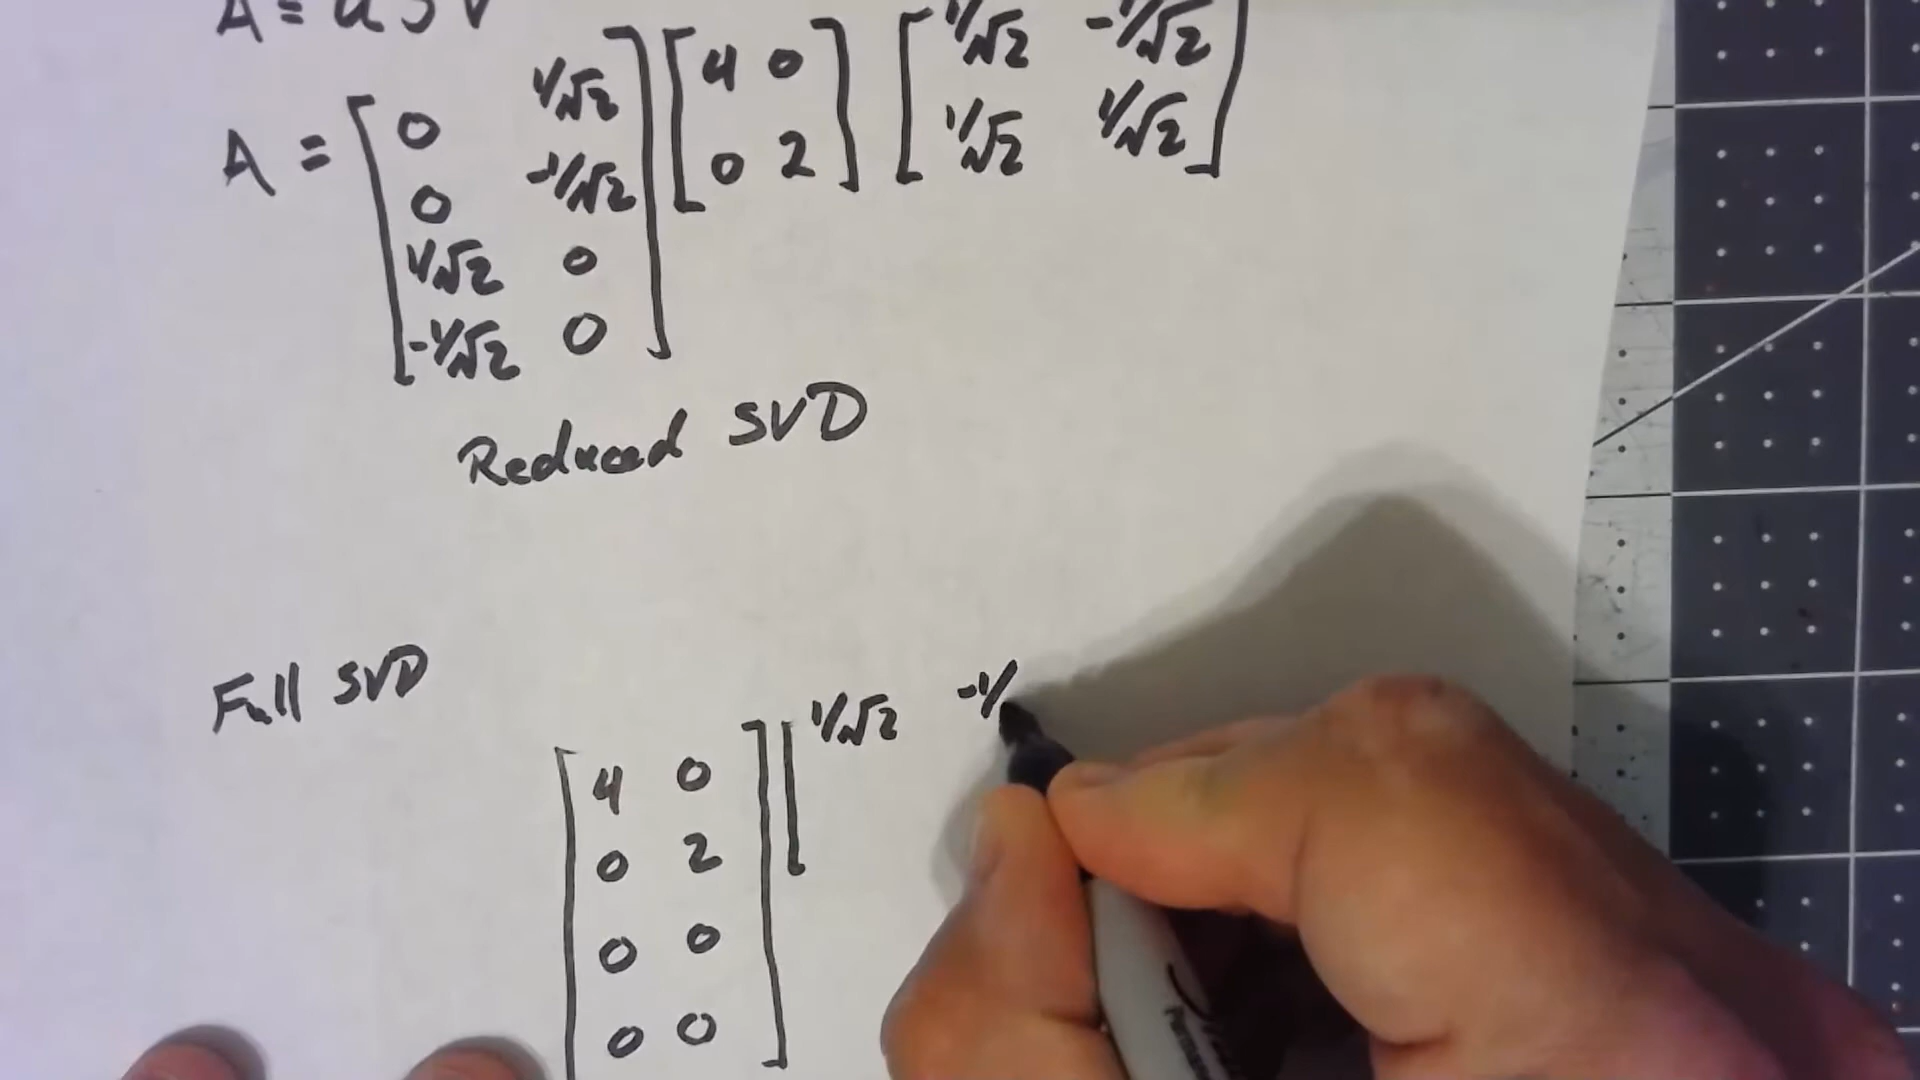 A = USV
A = [ 0 1/√2 ] [ 4 0 ] [ 1/√2 -1/√2 ]
0 -1/√2 0 2 1/√2 1/√2
1/√2 0
-1/√2 0
Reduced SVD
Full SVD
[ 4 0 ] [ 1/√2 -1/
0 2
0 0
0 0